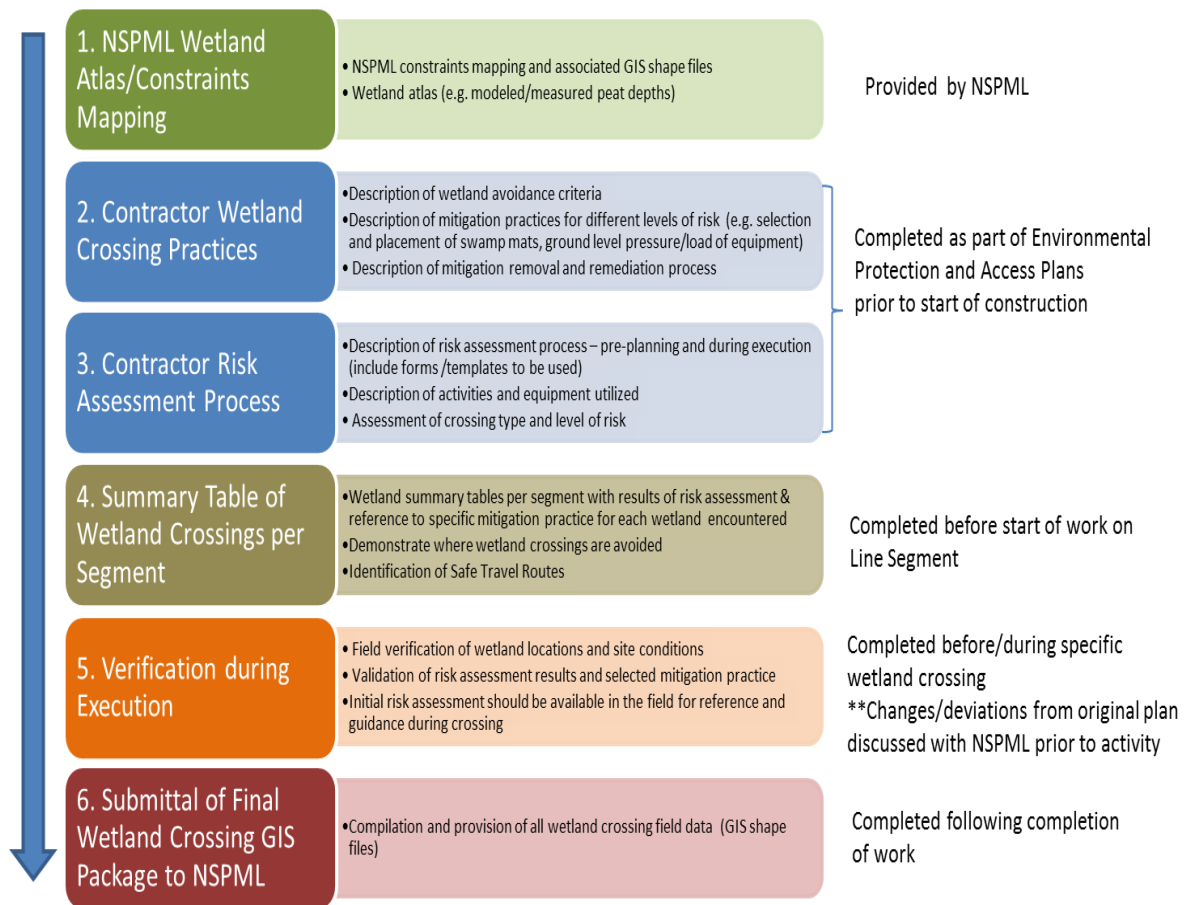 1. NSPML Wetland
Atlas/Constraints
Mapping
• NSPML constraints mapping and associated GIS shape files
• Wetland atlas (e.g. modeled/measured peat depths)
Provided by NSPML
2. Contractor Wetland
Crossing Practices
•Description of wetland avoidance criteria
•Description of mitigation practices for different levels of risk (e.g. selection
and placement of swamp mats, ground level pressure/load of equipment)
• Description of mitigation removal and remediation process
Completed as part of Environmental
Protection and Access Plans
prior to start of construction
3. Contractor Risk
Assessment Process
•Description of risk assessment process – pre-planning and during execution
(include forms /templates to be used)
•Description of activities and equipment utilized
• Assessment of crossing type and level of risk
4. Summary Table of
Wetland Crossings per
Segment
•Wetland summary tables per segment with results of risk assessment &
reference to specific mitigation practice for each wetland encountered
•Demonstrate where wetland crossings are avoided
•Identification of Safe Travel Routes
Completed before start of work on
Line Segment
5. Verification during
Execution
• Field verification of wetland locations and site conditions
• Validation of risk assessment results and selected mitigation practice
•Initial risk assessment should be available in the field for reference and
guidance during crossing
Completed before/during specific
wetland crossing
**Changes/deviations from original plan
discussed with NSPML prior to activity
6. Submittal of Final
Wetland Crossing GIS
Package to NSPML
•Compilation and provision of all wetland crossing field data (GIS shape
files)
Completed following completion
of work